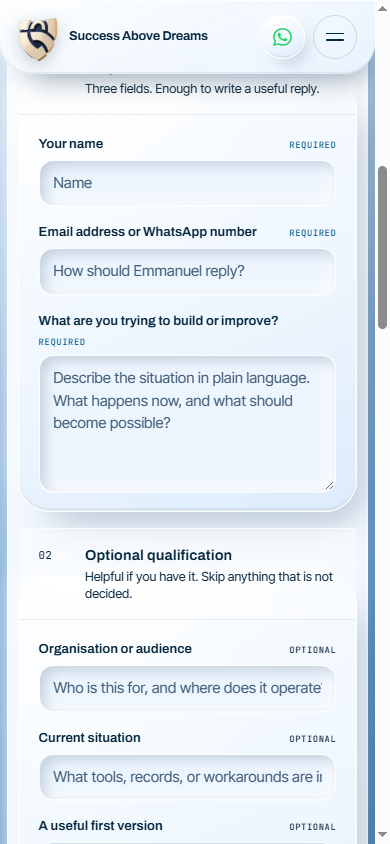 Success Above Dreams
Three fields. Enough to write a useful reply.
Your name REQUIRED
Name
Email address or WhatsApp number REQUIRED
How should Emmanuel reply?
What are you trying to build or improve?
REQUIRED
Describe the situation in plain language.
What happens now, and what should
become possible?
02 Optional qualification
Helpful if you have it. Skip anything that is not
decided.
Organisation or audience OPTIONAL
Who is this for, and where does it operate
Current situation OPTIONAL
What tools, records, or workarounds are
A useful first version OPTIONAL